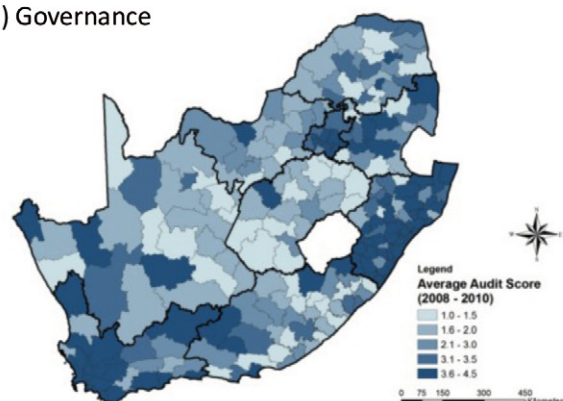 ) Governance
N
W
E
S
Legend
Average Audit Score
(2008 - 2010)
1.0 - 1.5
1.6 - 2.0
2.1 - 3.0
3.1 - 3.5
3.6 - 4.5
0 75 150 300 450